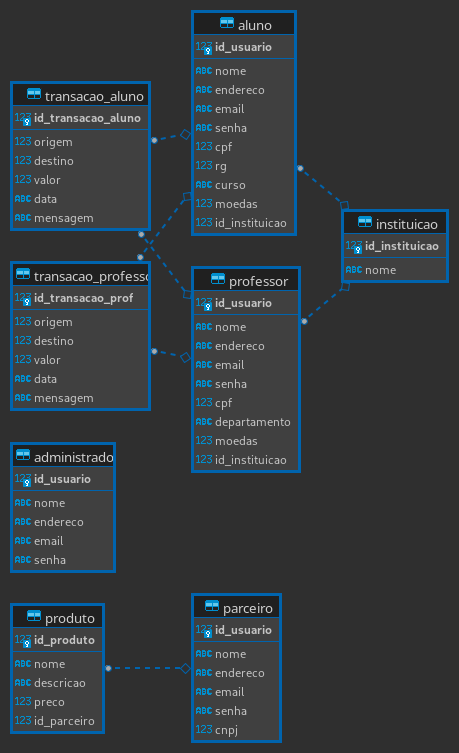 aluno
123 id_usuario
ABC nome
ABC endereco
ABC email
ABC senha
123 cpf
123 rg
ABC curso
123 moedas
123 id_instituicao
transacao_aluno
123 id_transacao_aluno
123 origem
123 destino
123 valor
ABC data
ABC mensagem
instituicao
123 id_instituicao
ABC nome
transacao_professo
123 id_transacao_prof
123 origem
123 destino
123 valor
ABC data
ABC mensagem
professor
123 id_usuario
ABC nome
ABC endereco
ABC email
ABC senha
123 cpf
ABC departamento
123 moedas
123 id_instituicao
administrado
123 id_usuario
ABC nome
ABC endereco
ABC email
ABC senha
produto
123 id_produto
ABC nome
ABC descricao
123 preco
123 id_parceiro
parceiro
123 id_usuario
ABC nome
ABC endereco
ABC email
ABC senha
ABC cnpj